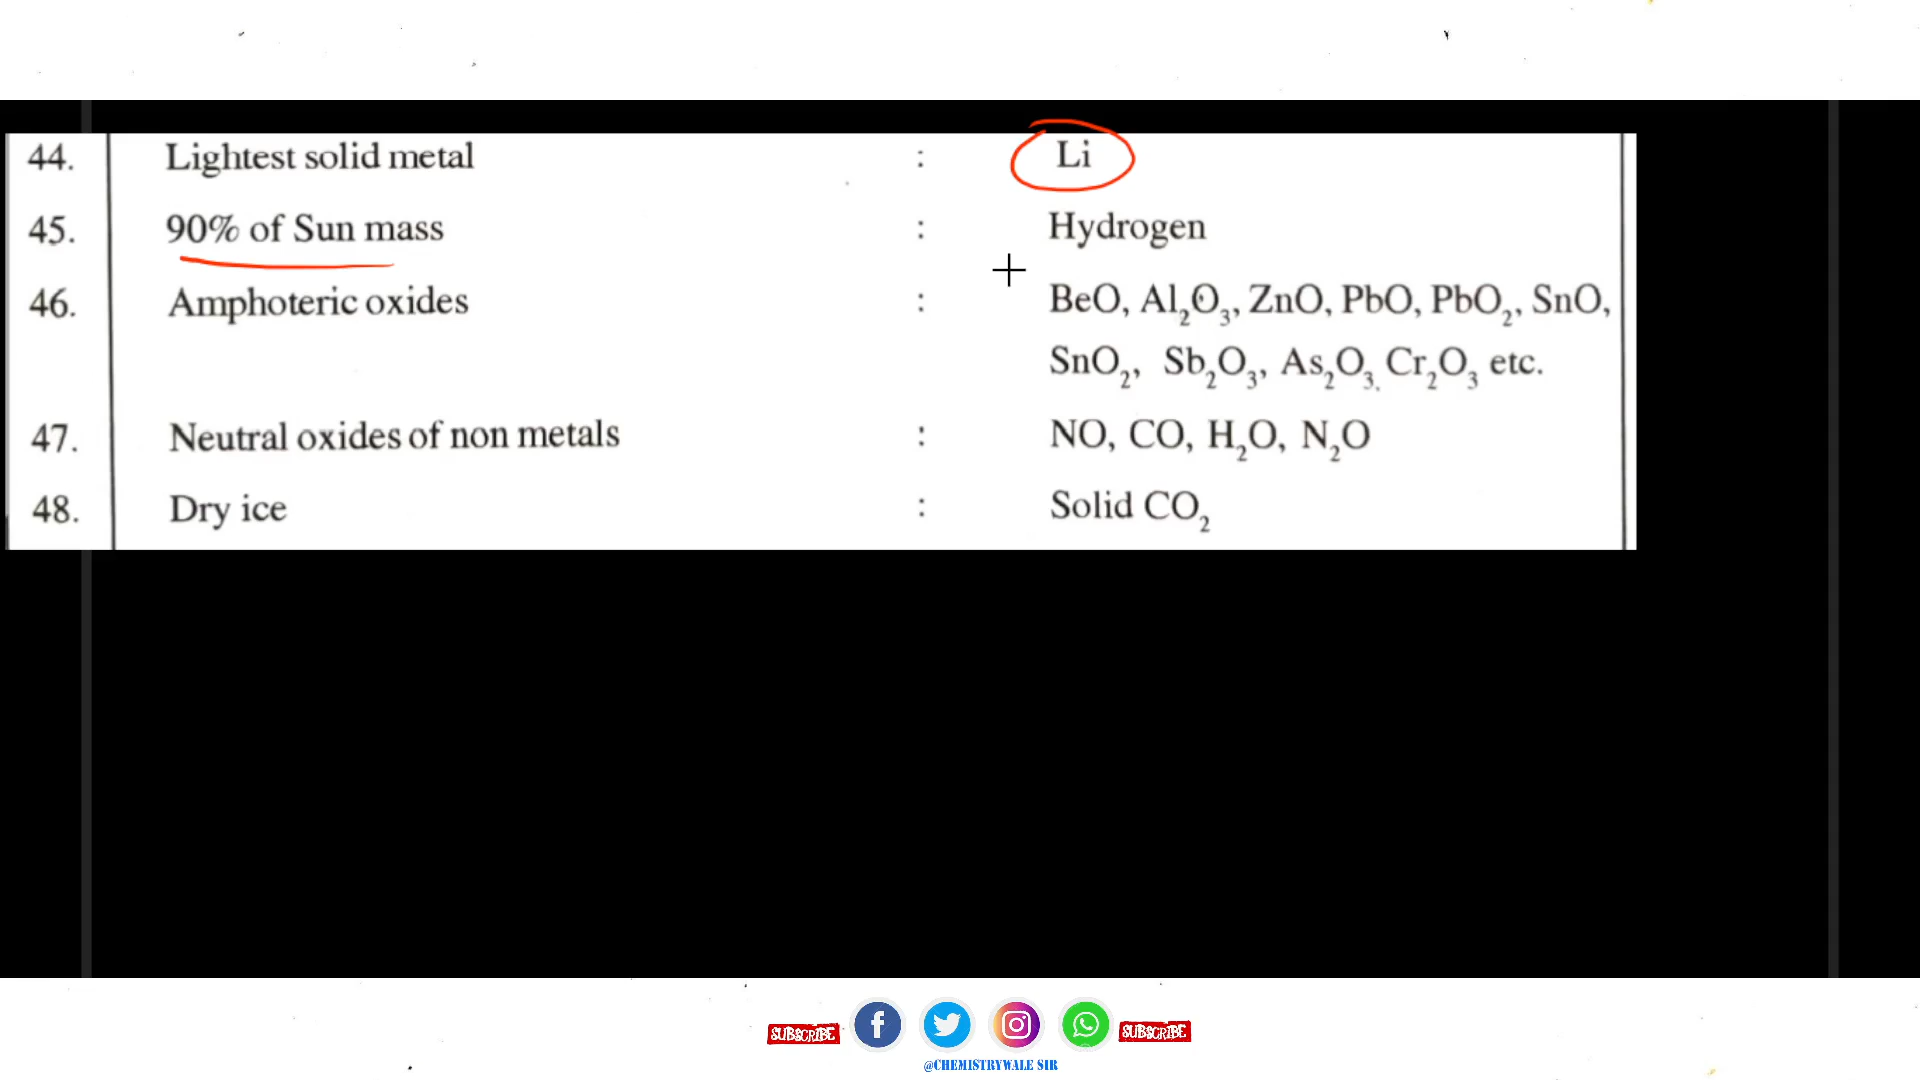 44. Lightest solid metal : Li
45. 90% of Sun mass : Hydrogen
46. Amphoteric oxides : BeO, Al₂O₃, ZnO, PbO, PbO₂, SnO,
SnO₂, Sb₂O₃, As₂O₃, Cr₂O₃ etc.
47. Neutral oxides of non metals : NO, CO, H₂O, N₂O
48. Dry ice : Solid CO₂
SUBSCRIBE SUBSCRIBE
@CHEMISTRYWALE SIR